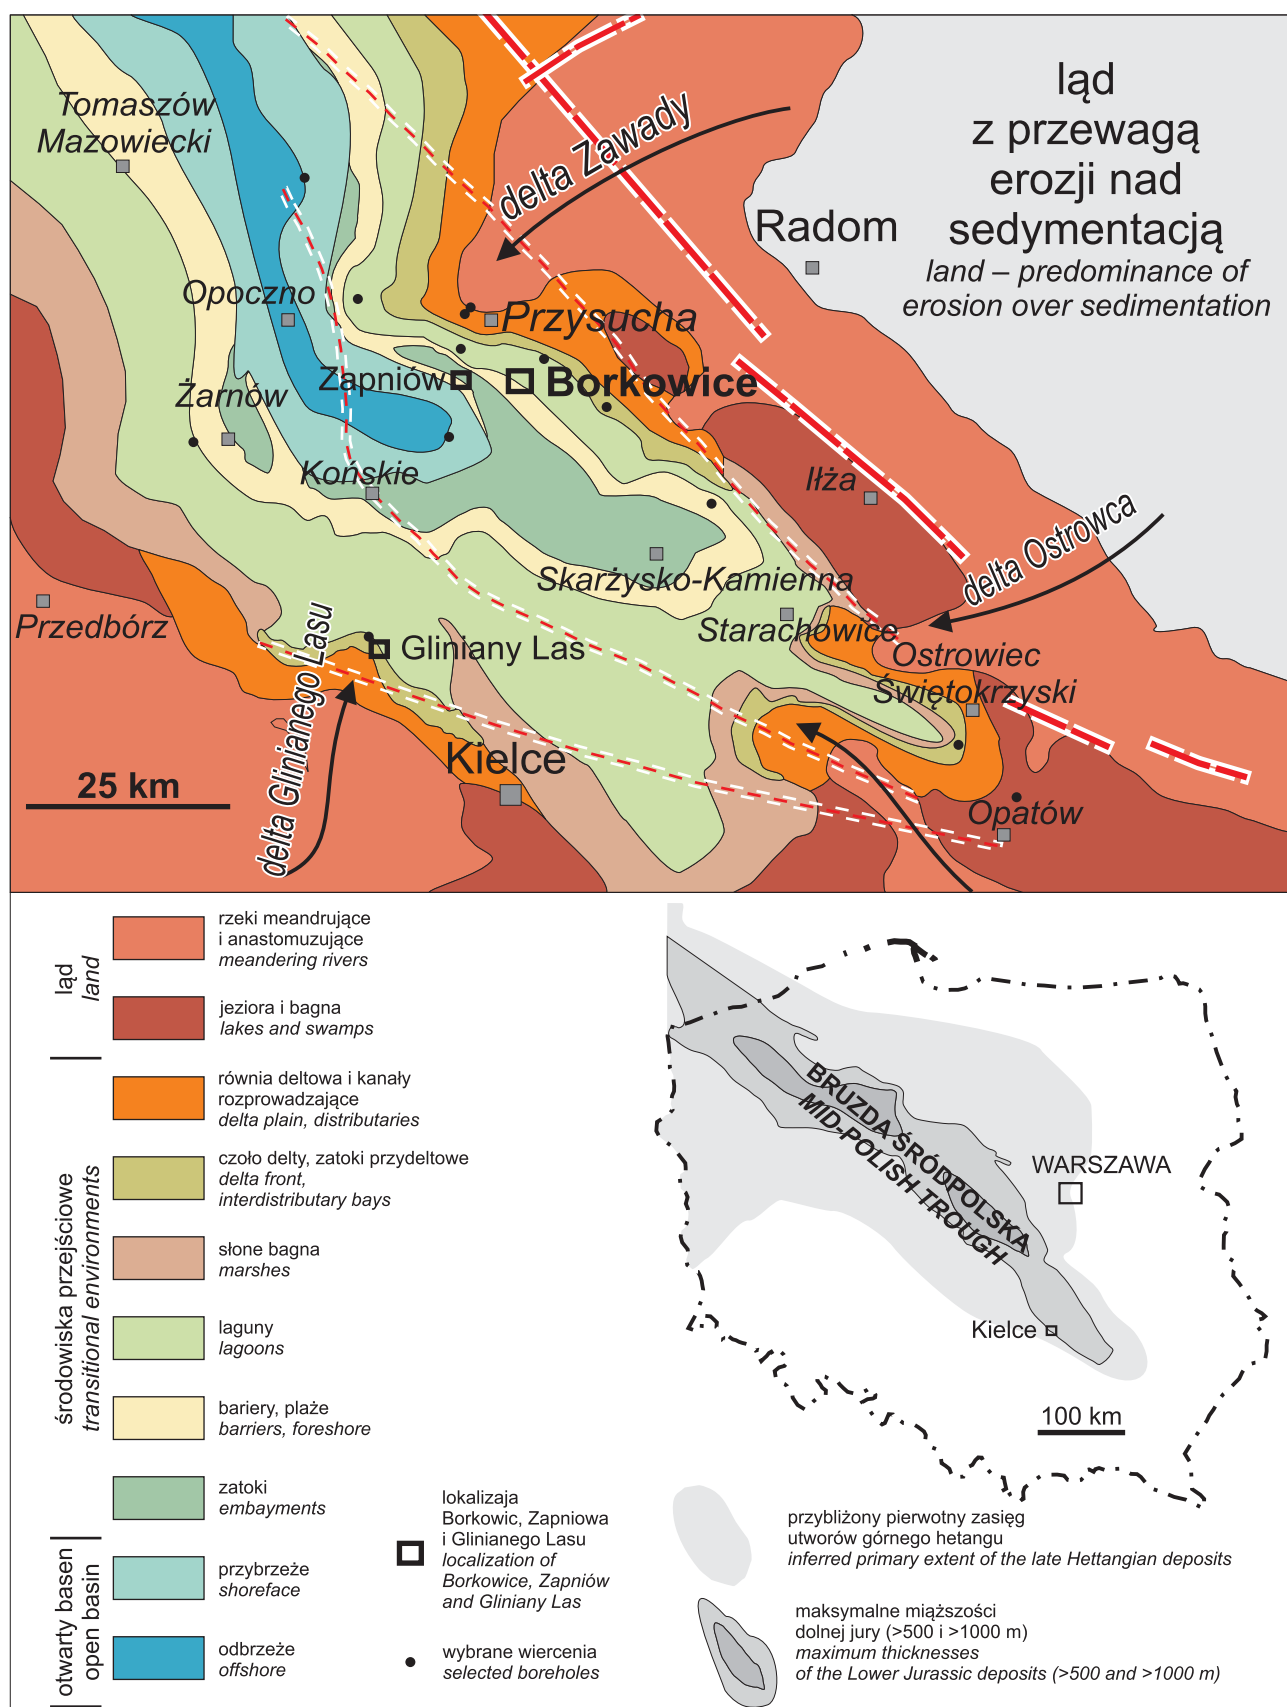 Tomaszów
Mazowiecki
delta Zawady
ląd
z przewagą
erozji nad
sedymentacją
land – predominance of
erosion over sedimentation
Radom
Opoczno
Przysucha
Żarnów
Zapniów
Borkowice
Końskie
Iłża
delta Ostrowca
Skarżysko-Kamienna
Starachowice
Przedbórz
Gliniany Las
Ostrowiec
Świętokrzyski
delta Glinianego Lasu
Kielce
25 km
Opatów
ląd
land
rzeki meandrujące
i anastomuzujące
meandering rivers
jeziora i bagna
lakes and swamps
środowiska przejściowe
transitional environments
równia deltowa i kanały
rozprowadzające
delta plain, distributaries
czoło delty, zatoki przydeltowe
delta front,
interdistributary bays
słone bagna
marshes
laguny
lagoons
bariery, plaże
barriers, foreshore
zatoki
embayments
otwarty basen
open basin
przybrzeże
shoreface
odbrzeże
offshore
lokalizaja
Borkowic, Zapniowa
i Glinianego Lasu
localization of
Borkowice, Zapniów
and Gliniany Las
wybrane wiercenia
selected boreholes
BRUZDA ŚRÓDPOLSKA
MID-POLISH TROUGH
WARSZAWA
Kielce
100 km
przybliżony pierwotny zasięg
utworów górnego hetangu
inferred primary extent of the late Hettangian deposits
maksymalne miąższości
dolnej jury (>500 i >1000 m)
maximum thicknesses
of the Lower Jurassic deposits (>500 and >1000 m)